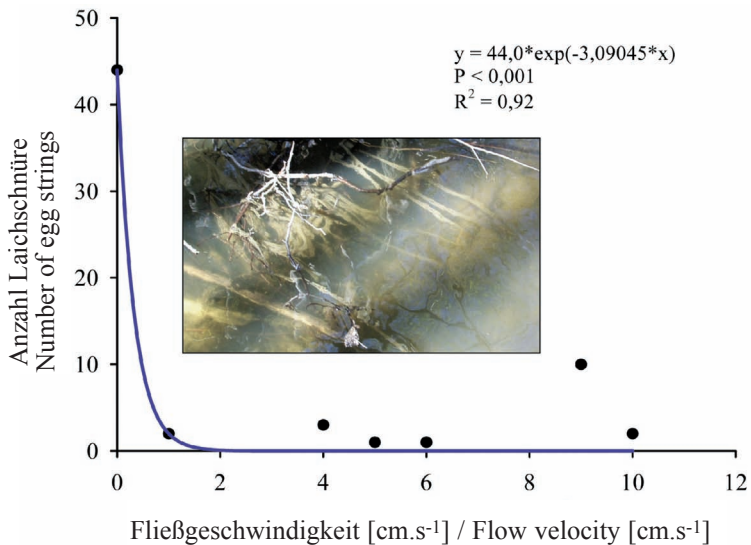 50
y = 44,0*exp(-3,09045*x)
P < 0,001
R² = 0,92
40
30
20
10
0
Anzahl Laichschnüre
Number of egg strings
0 2 4 6 8 10 12
Fließgeschwindigkeit [cm.s⁻¹] / Flow velocity [cm.s⁻¹]